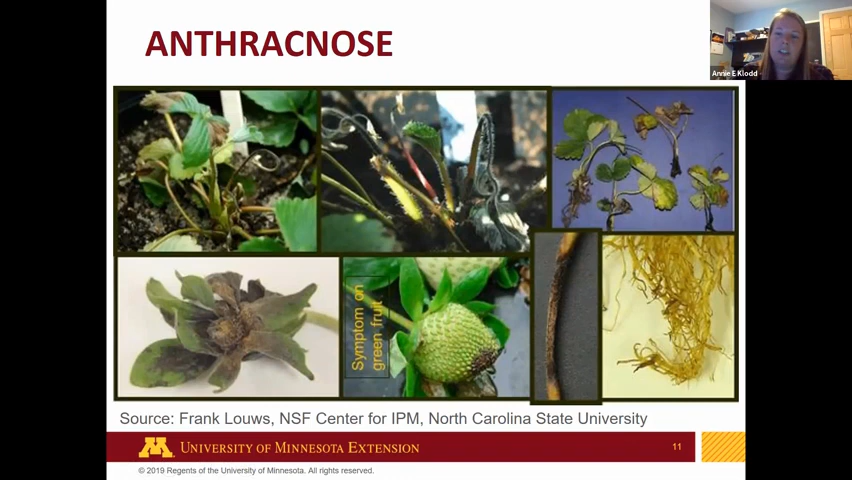 ANTHRACNOSE
Annie E Klodd
Symptom on
green fruit
Source: Frank Louws, NSF Center for IPM, North Carolina State University
M UNIVERSITY OF MINNESOTA EXTENSION
11
© 2019 Regents of the University of Minnesota. All rights reserved.